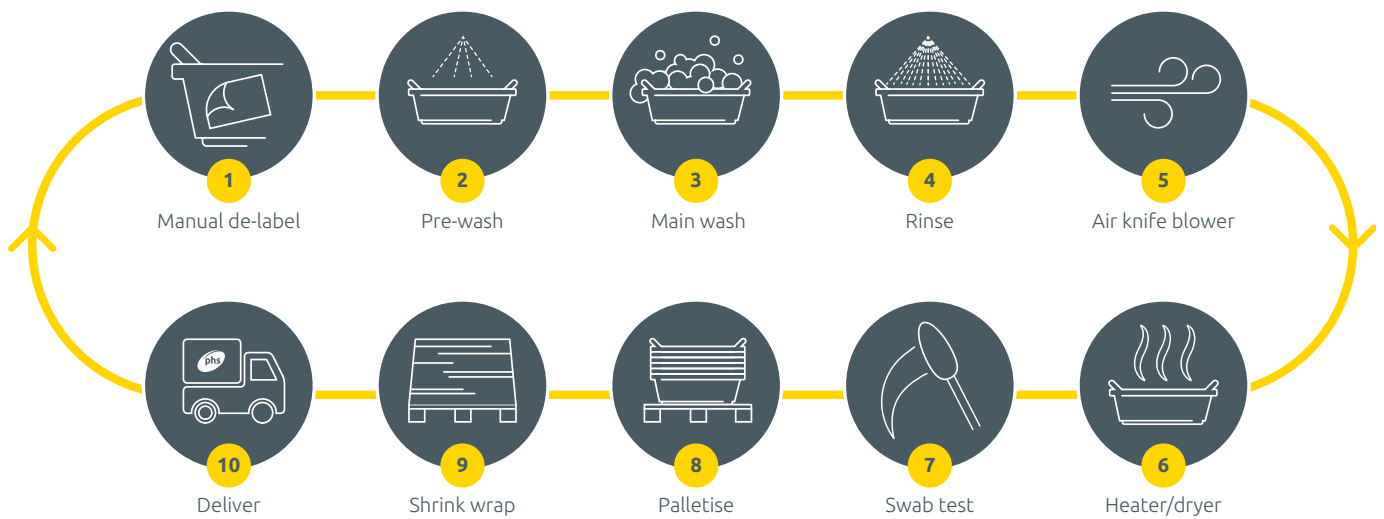 1
Manual de-label
2
Pre-wash
3
Main wash
4
Rinse
5
Air knife blower
phs
10
Deliver
9
Shrink wrap
8
Palletise
7
Swab test
6
Heater/dryer